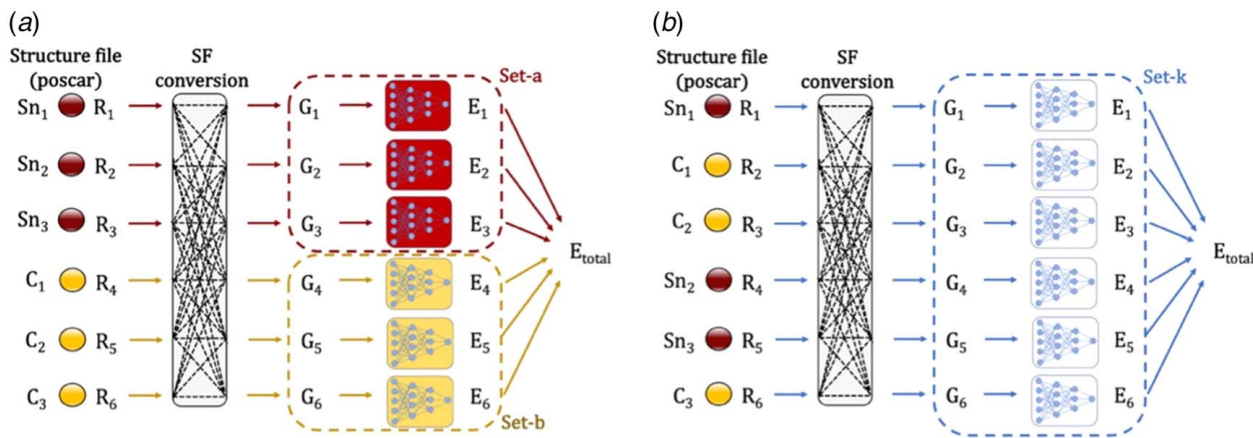 (a)
Structure file
(poscar)
SF
conversion
Set-a
Sn1 R1 G1 E1
Sn2 R2 G2 E2
Sn3 R3 G3 E3
Etotal
C1 R4 G4 E4
C2 R5 G5 E5
C3 R6 G6 E6
Set-b
(b)
Structure file
(poscar)
SF
conversion
Set-k
Sn1 R1 G1 E1
C1 R2 G2 E2
C2 R3 G3 E3
Etotal
Sn2 R4 G4 E4
Sn3 R5 G5 E5
C3 R6 G6 E6